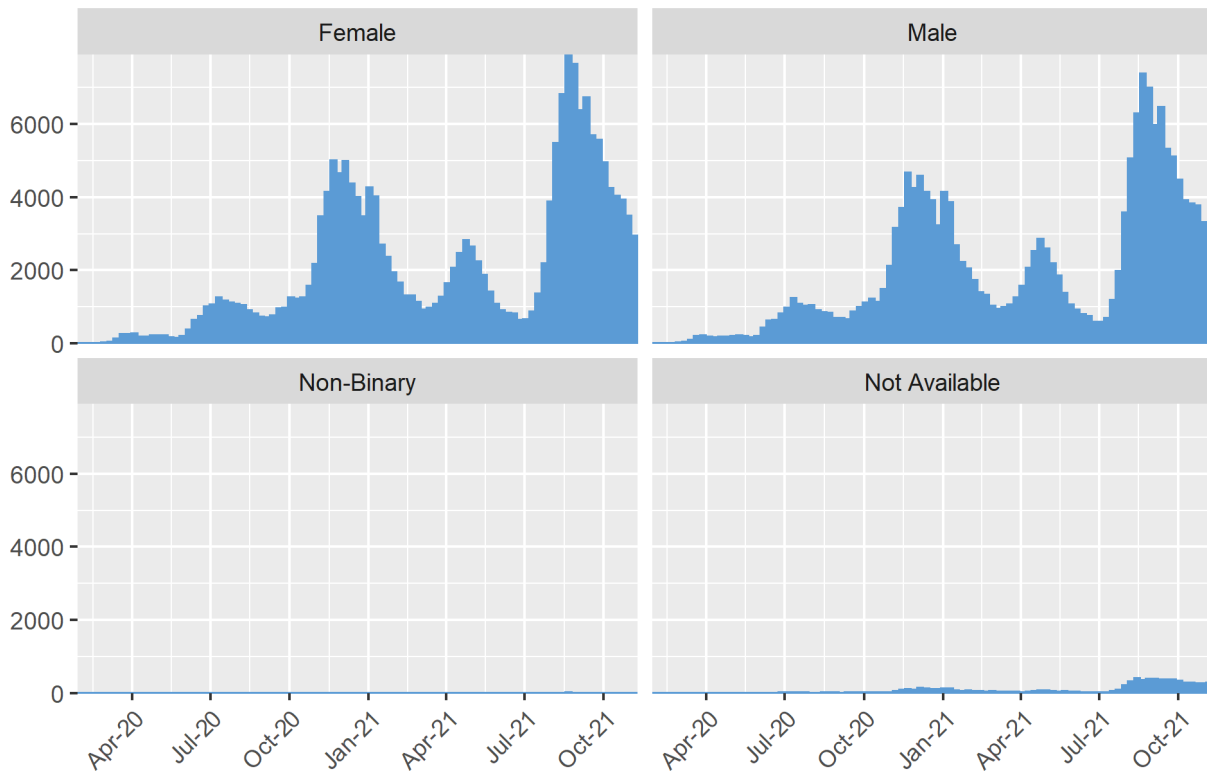 Female
Male
6000
4000
2000
0
Non-Binary
Not Available
6000
4000
2000
0
Apr-20 Jul-20 Oct-20 Jan-21 Apr-21 Jul-21 Oct-21
Apr-20 Jul-20 Oct-20 Jan-21 Apr-21 Jul-21 Oct-21